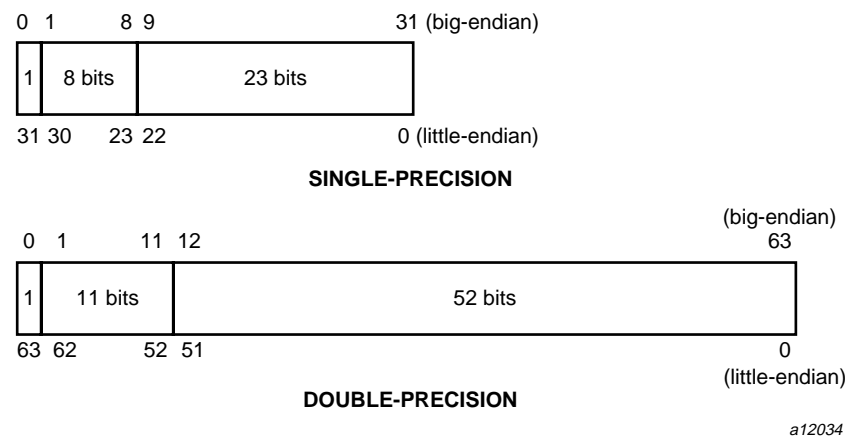 0 1 8 9 31 (big-endian)
1 8 bits 23 bits
31 30 23 22 0 (little-endian)
SINGLE-PRECISION
(big-endian)
0 1 11 12 63
1 11 bits 52 bits
63 62 52 51 0
(little-endian)
DOUBLE-PRECISION
a12034